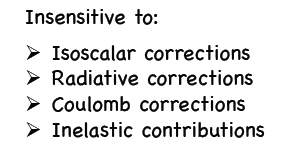 Insensitive to:
➢ Isoscalar corrections
➢ Radiative corrections
➢ Coulomb corrections
➢ Inelastic contributions